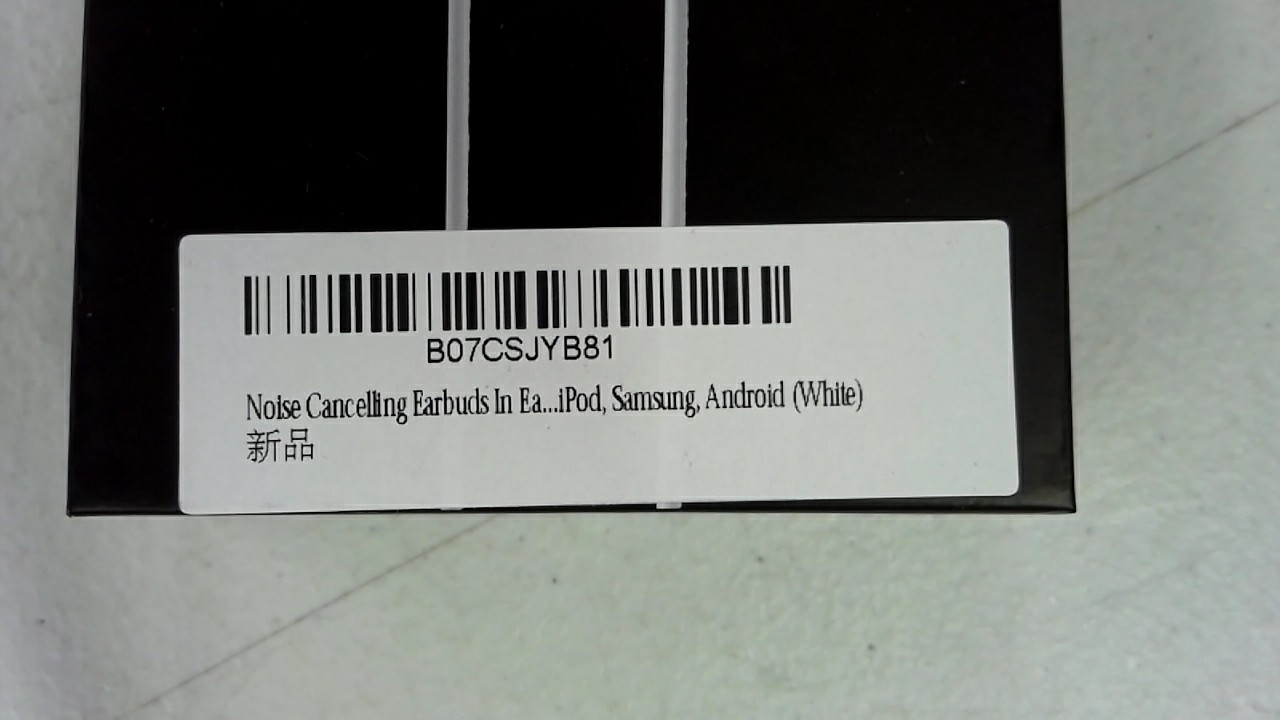 B07CSJYB81
Noise Cancelling Earbuds In Ea...iPod, Samsung, Android (White)
新品